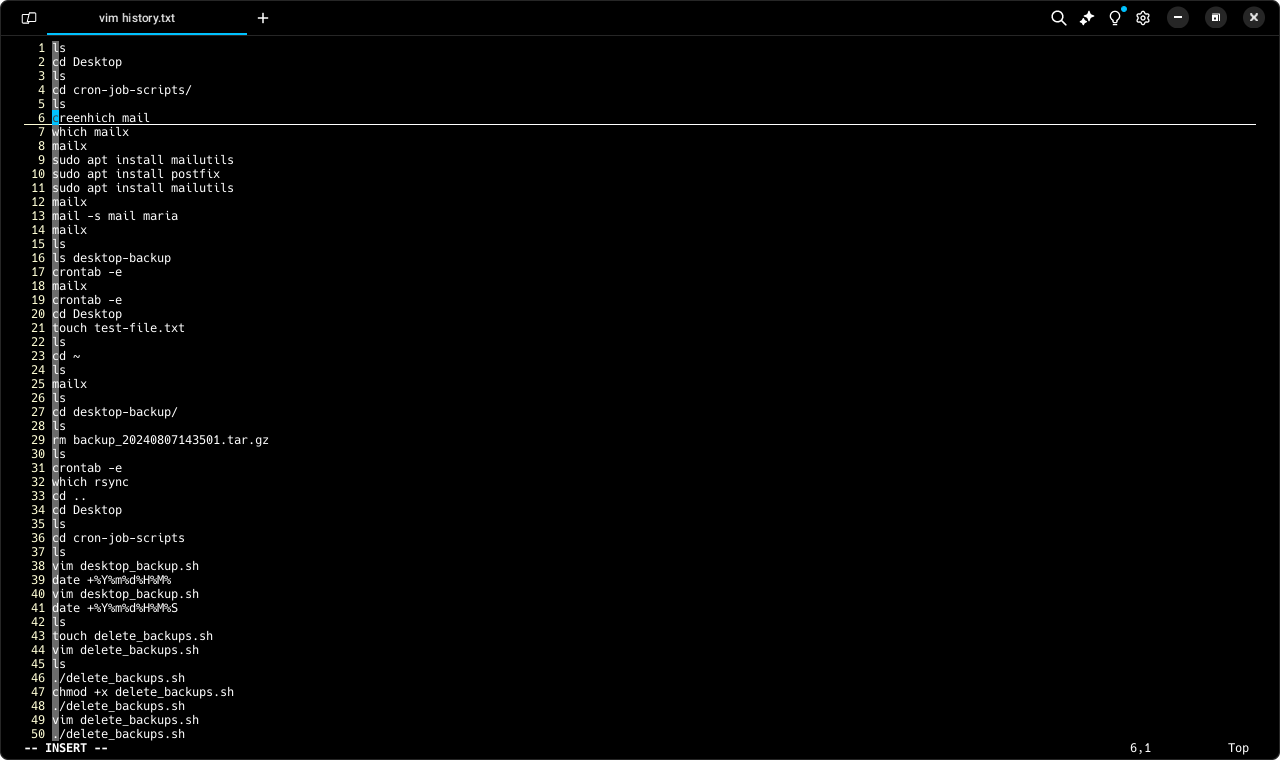 vim history.txt
1 ls
2 cd Desktop
3 ls
4 cd cron-job-scripts/
5 ls
6 creenhich mail
7 which mailx
8 mailx
9 sudo apt install mailutils
10 sudo apt install postfix
11 sudo apt install mailutils
12 mailx
13 mail -s mail maria
14 mailx
15 ls
16 ls desktop-backup
17 crontab -e
18 mailx
19 crontab -e
20 cd Desktop
21 touch test-file.txt
22 ls
23 cd ~
24 ls
25 mailx
26 ls
27 cd desktop-backup/
28 ls
29 rm backup_20240807143501.tar.gz
30 ls
31 crontab -e
32 which rsync
33 cd ..
34 cd Desktop
35 ls
36 cd cron-job-scripts
37 ls
38 vim desktop_backup.sh
39 date +%Y%m%d%H%M%
40 vim desktop_backup.sh
41 date +%Y%m%d%H%M%S
42 ls
43 touch delete_backups.sh
44 vim delete_backups.sh
45 ls
46 ./delete_backups.sh
47 chmod +x delete_backups.sh
48 ./delete_backups.sh
49 vim delete_backups.sh
50 ./delete_backups.sh
-- INSERT -- 6,1 Top